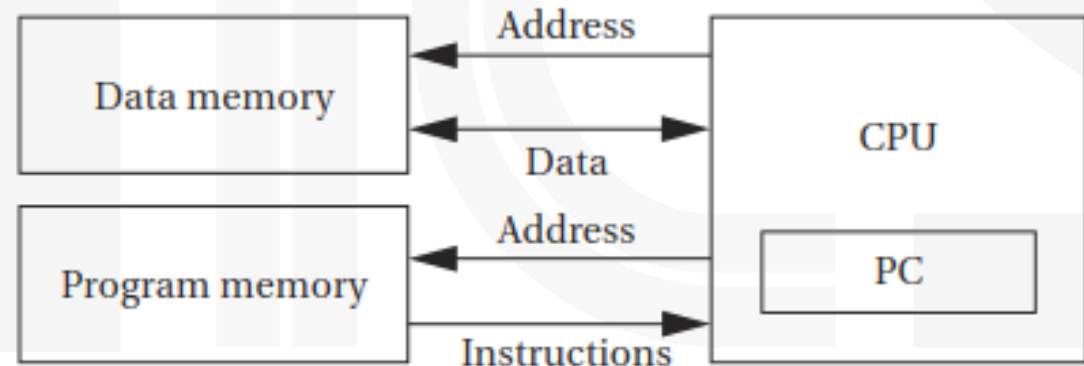 Address
Data memory
CPU
Data
Address
PC
Program memory
Instructions